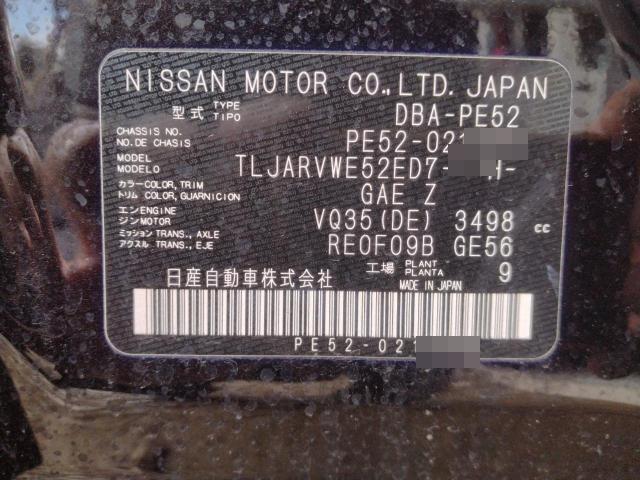 NISSAN MOTOR CO.,LTD. JAPAN
型式 TYPE TIPO DBA-PE52
CHASSIS NO. NO. DE CHASIS PE52-021
MODEL MODELO TLJARVWE52ED7-
カラー COLOR, TRIM トリム COLOR, GUARNICION GAE Z
エンジン ENGINE MOTOR VQ35(DE) 3498 cc
ミッション TRANS., AXLE アクスル TRANS., EJE RE0F09B GE56
日産自動車株式会社 工場 PLANT PLANTA 9
MADE IN JAPAN
PE52-021